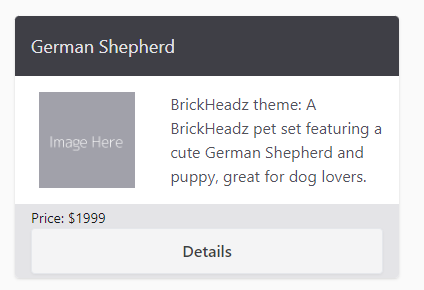 German Shepherd
Image Here
BrickHeadz theme: A
BrickHeadz pet set featuring a
cute German Shepherd and
puppy, great for dog lovers.
Price: $1999
Details